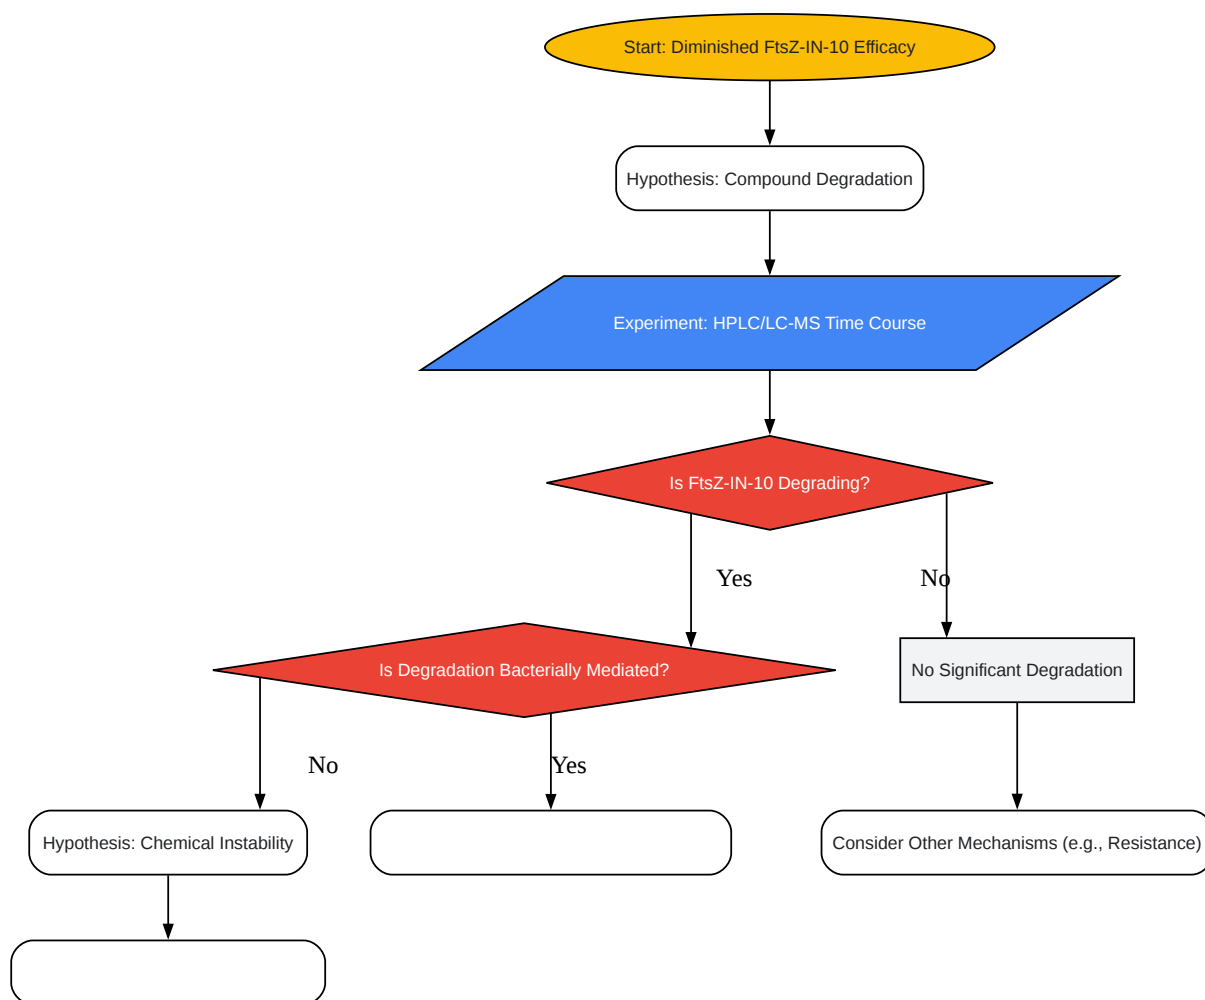 Start: Diminished FtsZ-IN-10 Efficacy
Hypothesis: Compound Degradation
Experiment: HPLC/LC-MS Time Course
Is FtsZ-IN-10 Degrading?
Yes
No
Is Degradation Bacterially Mediated?
No Significant Degradation
No
Yes
Hypothesis: Chemical Instability
Consider Other Mechanisms (e.g., Resistance)